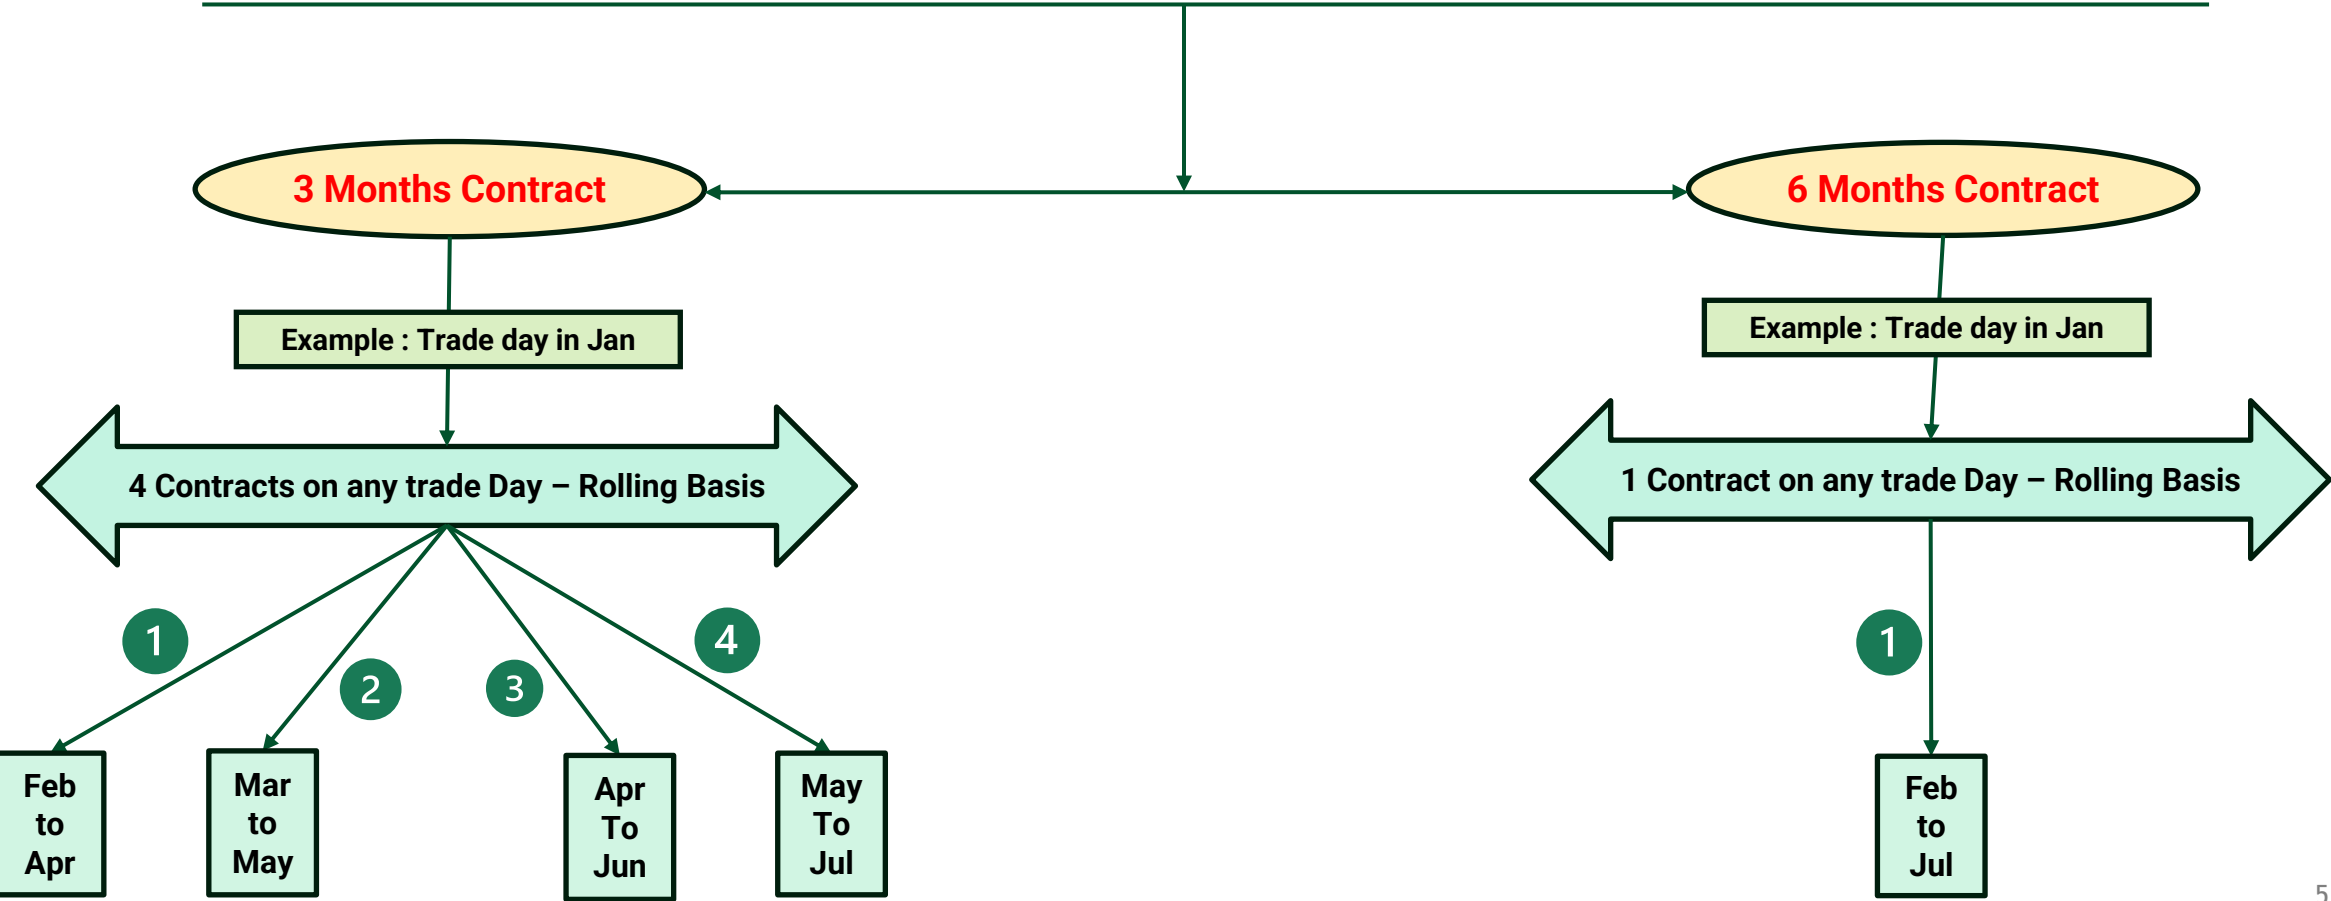 3 Months Contract
6 Months Contract
Example : Trade day in Jan
Example : Trade day in Jan
4 Contracts on any trade Day – Rolling Basis
1 Contract on any trade Day – Rolling Basis
1
2
3
4
1
Feb
to
Apr
Mar
to
May
Apr
To
Jun
May
To
Jul
Feb
to
Jul
5